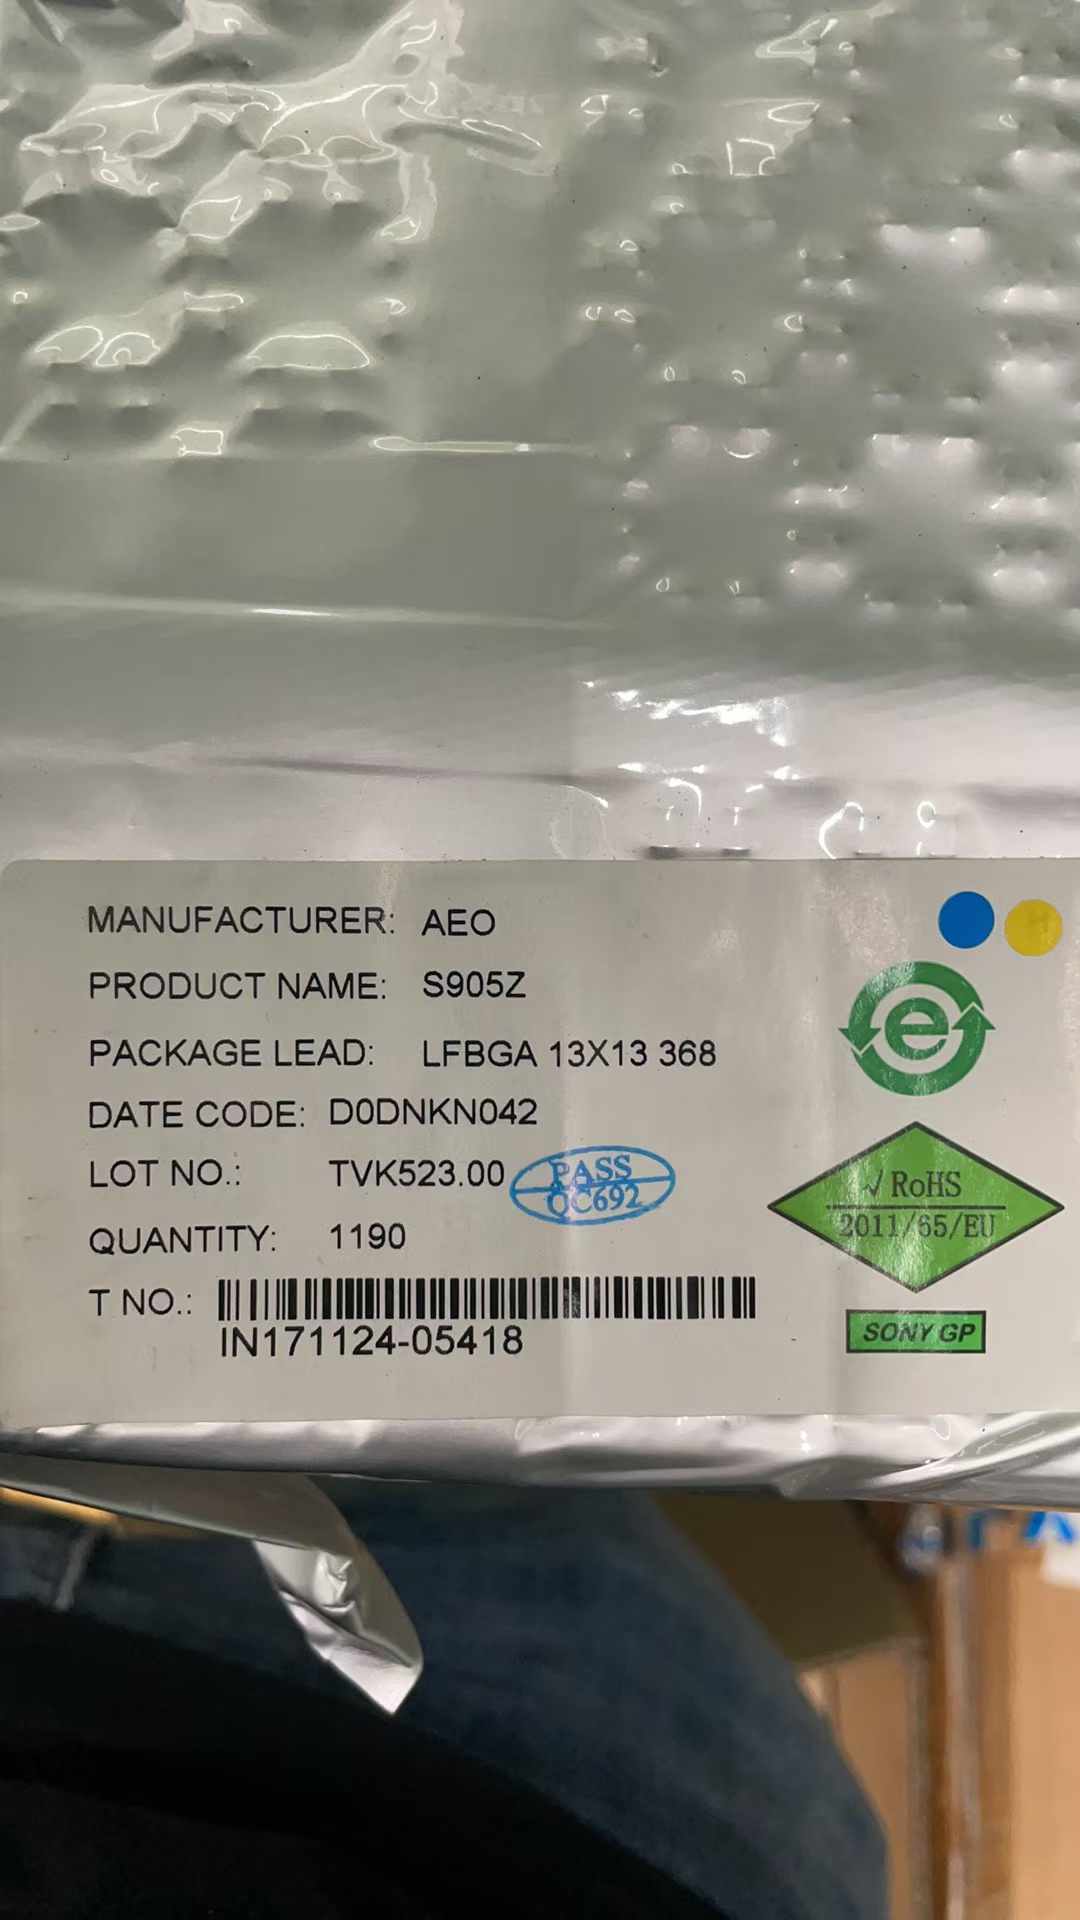 MANUFACTURER: AEO
PRODUCT NAME: S905Z
PACKAGE LEAD: LFBGA 13X13 368
DATE CODE: D0DNKN042
LOT NO.: TVK523.00
PASS
QC692
QUANTITY: 1190
T NO.:
IN171124-05418
e
√ RoHS
2011/65/EU
SONY GP